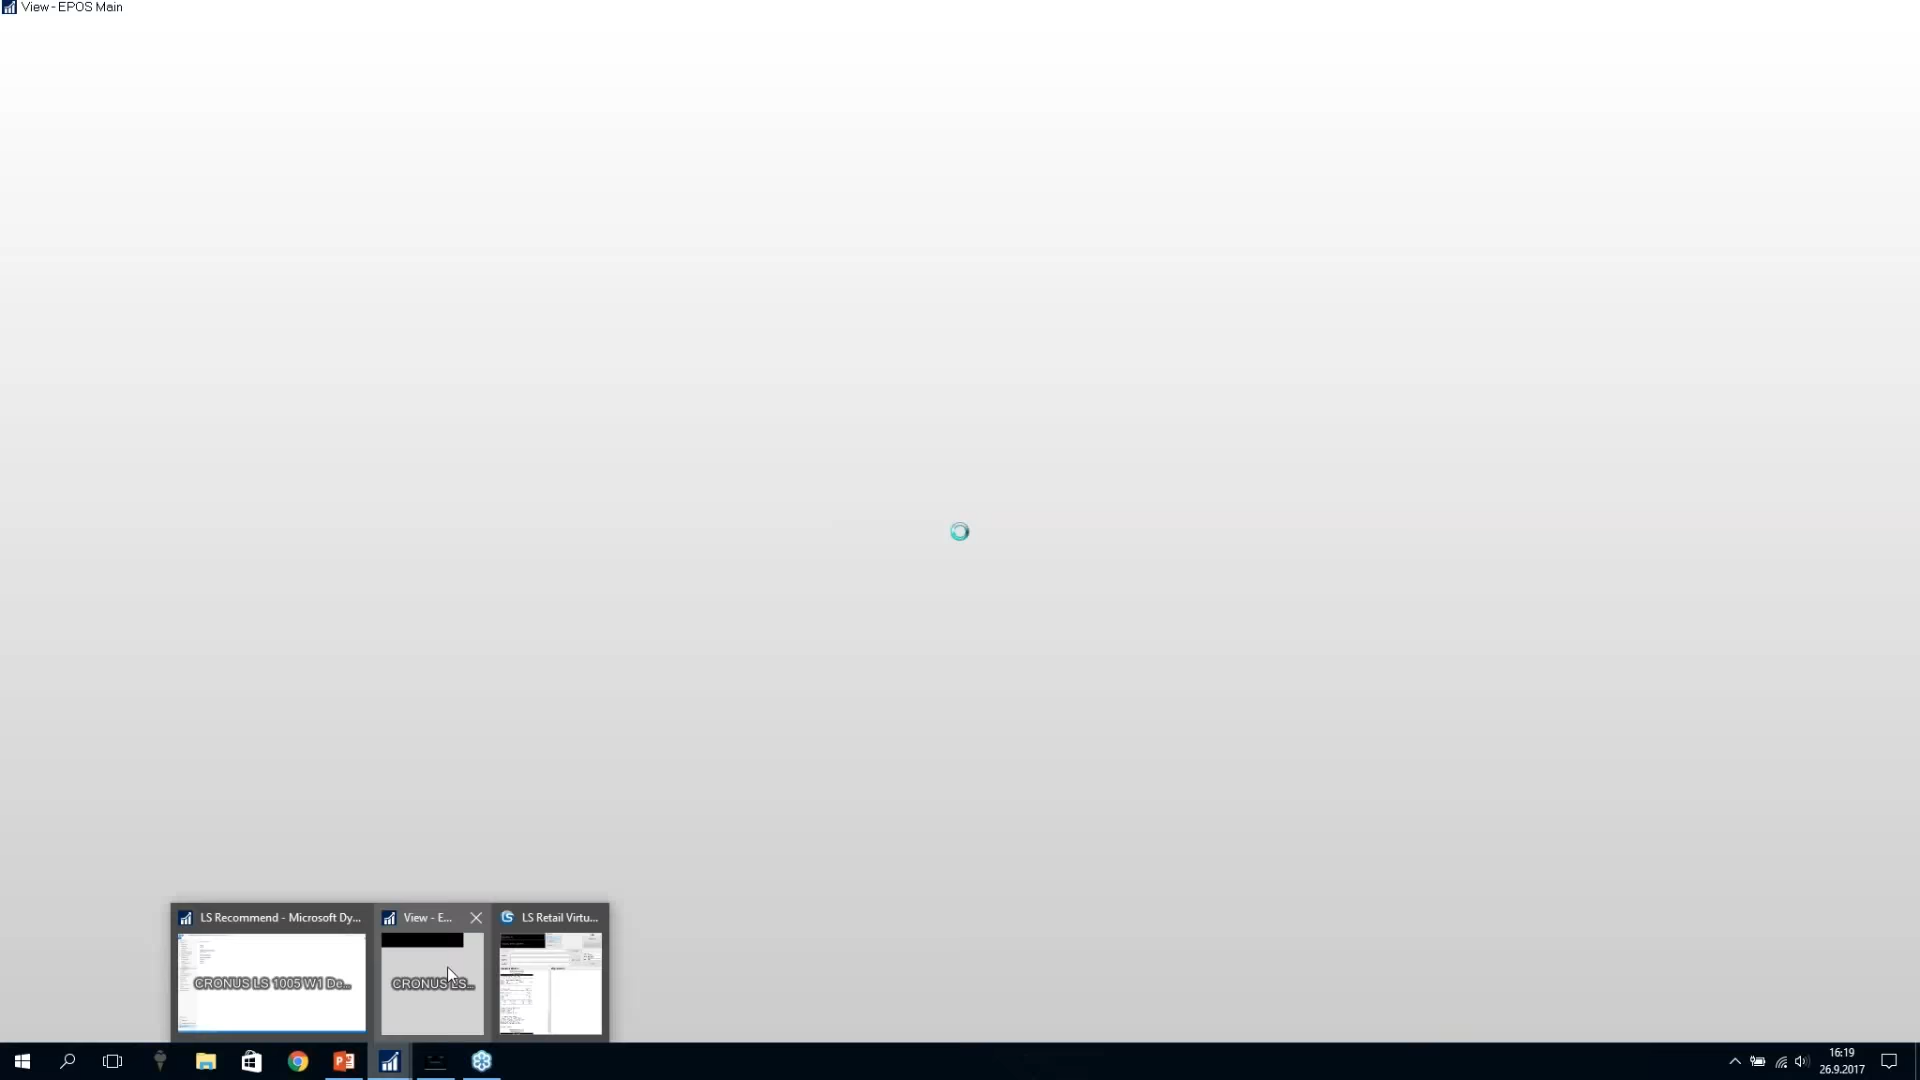 View - EPOS Main
LS Recommend - Microsoft Dy...
View - E...
LS Retail Virtu...
CRONUS LS 1005 W1 De...
CRONUS LS...
16:19
26.9.2017